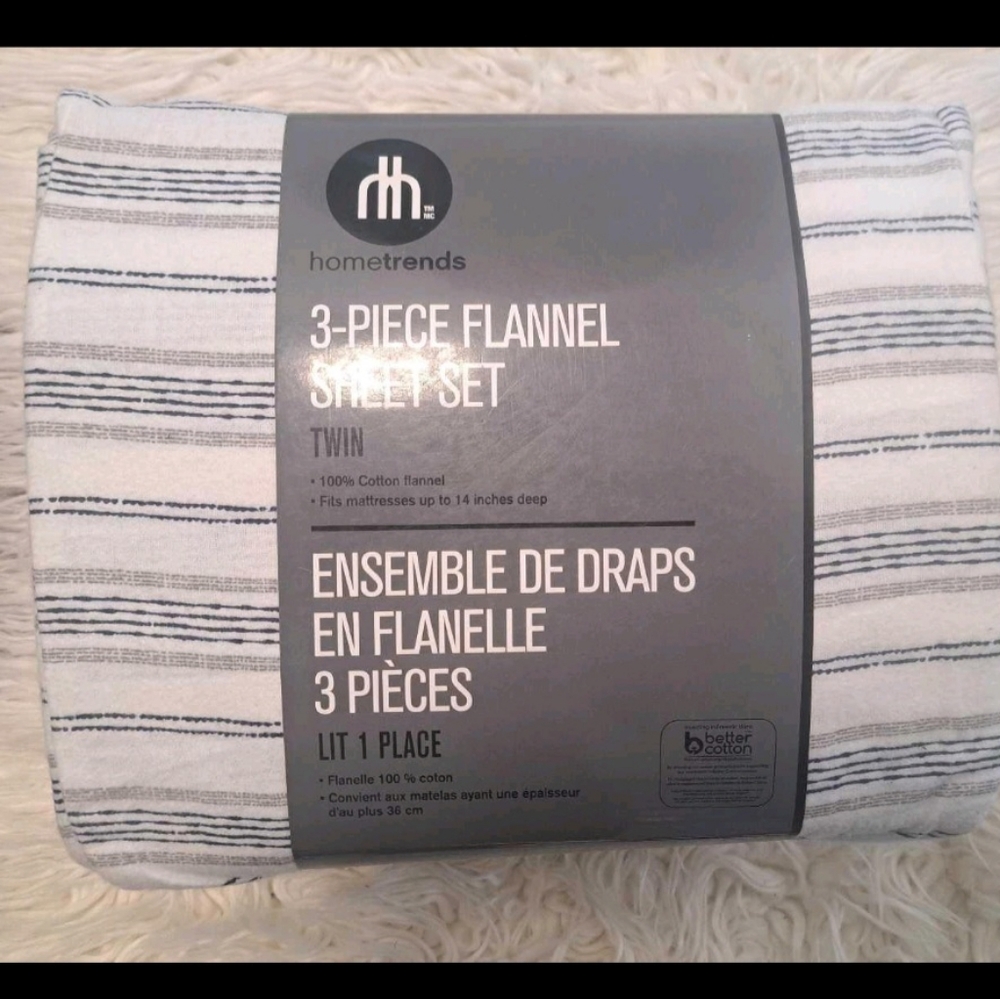 TM
MC
hometrends
3-PIECE FLANNEL
SHEET SET
TWIN
• 100% Cotton flannel
• Fits mattresses up to 14 inches deep
ENSEMBLE DE DRAPS
EN FLANELLE
3 PIÈCES
LIT 1 PLACE
• Flanelle 100 % coton
• Convient aux matelas ayant une épaisseur
d'au plus 36 cm
better
cotton